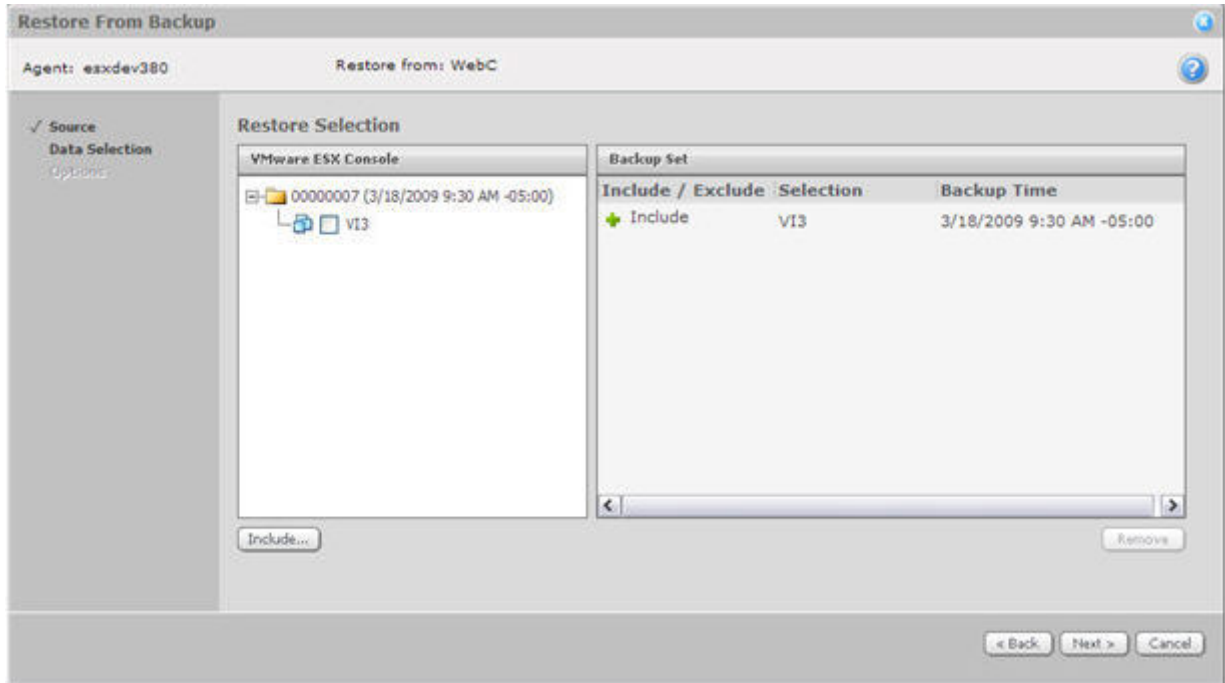 Restore From Backup
Agent: esxdev380 Restore from: WebC
Source
Data Selection
Options
Restore Selection
VMware ESX Console
00000007 (3/18/2009 9:30 AM -05:00)
VI3
Include...
Backup Set
Include / Exclude Selection Backup Time
Include VI3 3/18/2009 9:30 AM -05:00
Remove
< Back Next > Cancel